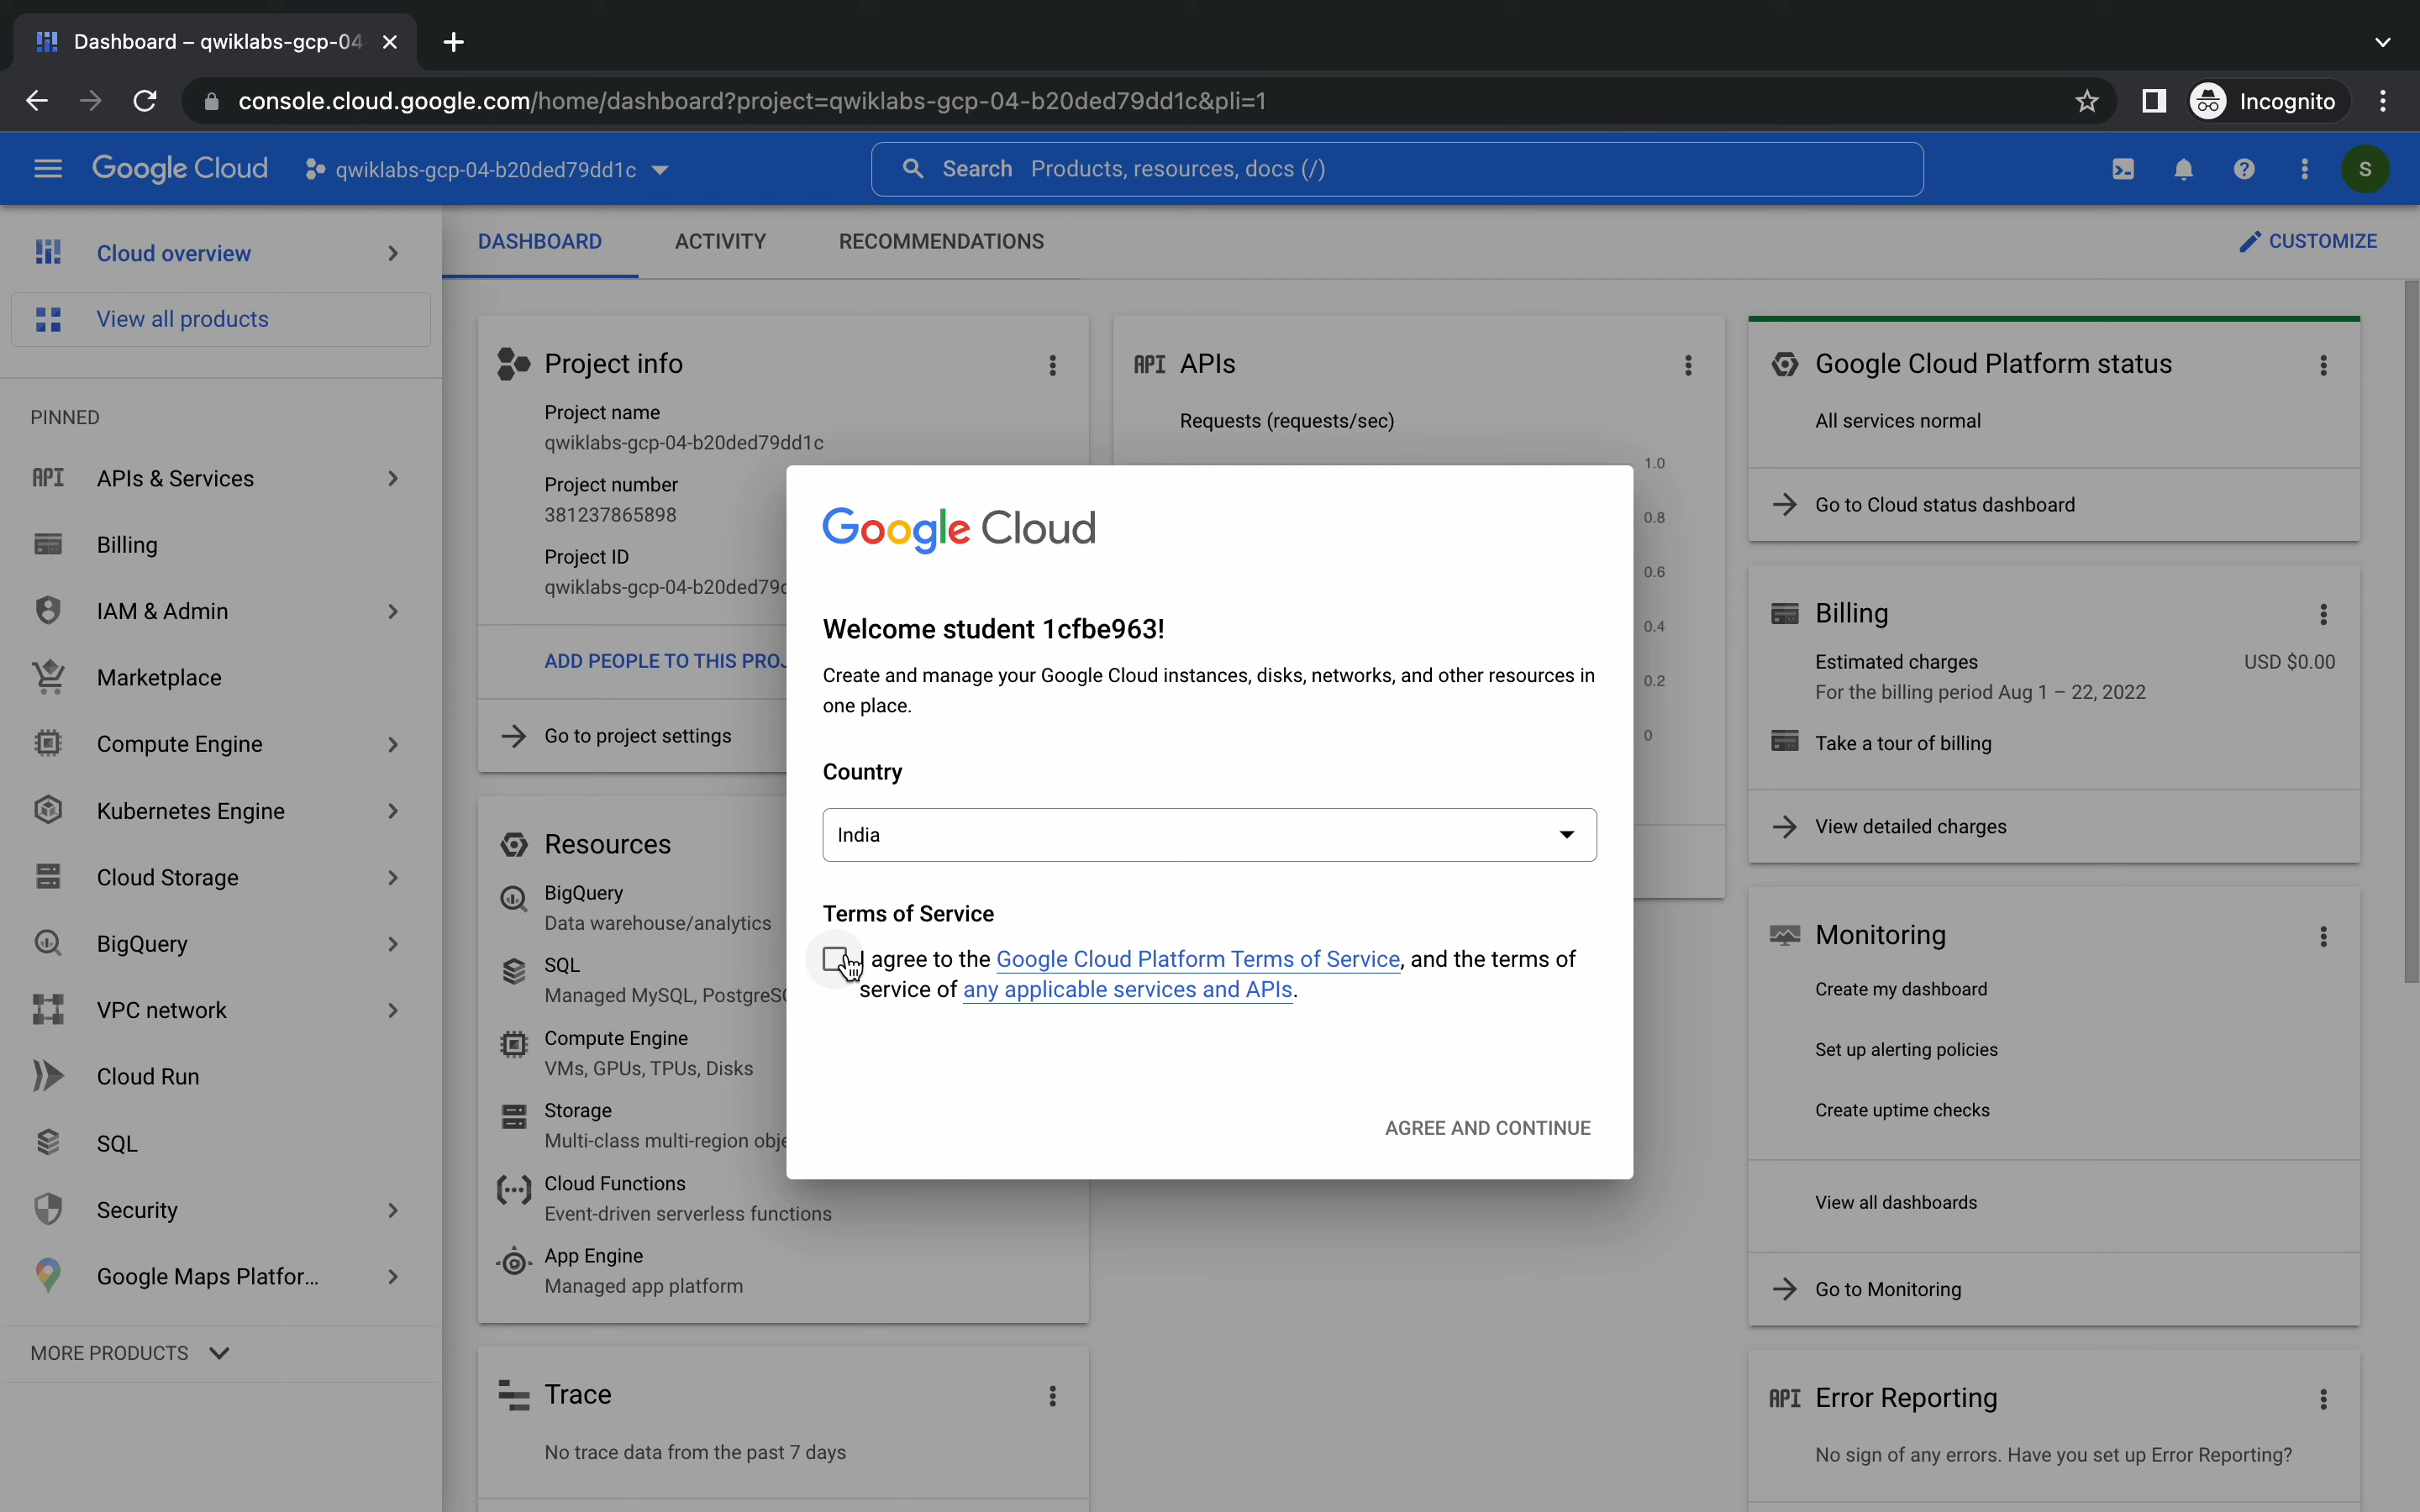 Dashboard – qwiklabs-gcp-04
console.cloud.google.com/home/dashboard?project=qwiklabs-gcp-04-b20ded79dd1c&pli=1
Incognito
Google Cloud
qwiklabs-gcp-04-b20ded79dd1c
Search Products, resources, docs (/)
S
Cloud overview
View all products
PINNED
API APIs & Services
Billing
IAM & Admin
Marketplace
Compute Engine
Kubernetes Engine
Cloud Storage
BigQuery
VPC network
Cloud Run
SQL
Security
Google Maps Platfor...
MORE PRODUCTS
DASHBOARD
ACTIVITY
RECOMMENDATIONS
CUSTOMIZE
Project info
Project name
qwiklabs-gcp-04-b20ded79dd1c
Project number
381237865898
Project ID
qwiklabs-gcp-04-b20ded79d
ADD PEOPLE TO THIS PROJ
Go to project settings
Resources
BigQuery
Data warehouse/analytics
SQL
Managed MySQL, PostgreSQ
Compute Engine
VMs, GPUs, TPUs, Disks
Storage
Multi-class multi-region obje
Cloud Functions
Event-driven serverless functions
App Engine
Managed app platform
Trace
No trace data from the past 7 days
API APIs
Requests (requests/sec)
1.0
0.8
0.6
0.4
0.2
0
Google Cloud
Welcome student 1cfbe963!
Create and manage your Google Cloud instances, disks, networks, and other resources in
one place.
Country
India
Terms of Service
I agree to the Google Cloud Platform Terms of Service, and the terms of
service of any applicable services and APIs.
AGREE AND CONTINUE
Google Cloud Platform status
All services normal
Go to Cloud status dashboard
Billing
Estimated charges USD $0.00
For the billing period Aug 1 – 22, 2022
Take a tour of billing
View detailed charges
Monitoring
Create my dashboard
Set up alerting policies
Create uptime checks
View all dashboards
Go to Monitoring
API Error Reporting
No sign of any errors. Have you set up Error Reporting?